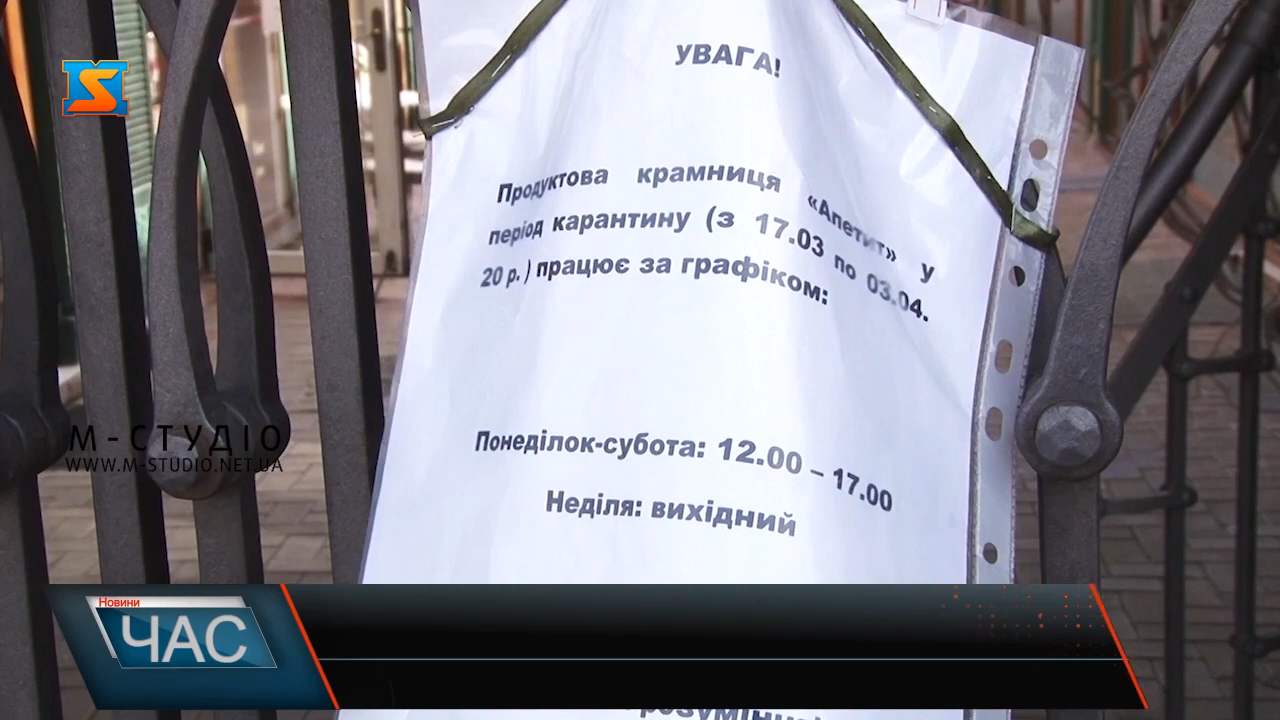 УВАГА!
Продуктова крамниця «Апетит» у
період карантину (з 17.03 по 03.04.
20 р. ) працює за графіком:
Понеділок-субота: 12.00 – 17.00
Неділя: вихідний
М-СТУДІО
WWW.M-STUDIO.NET.UA
Новини
ЧАС